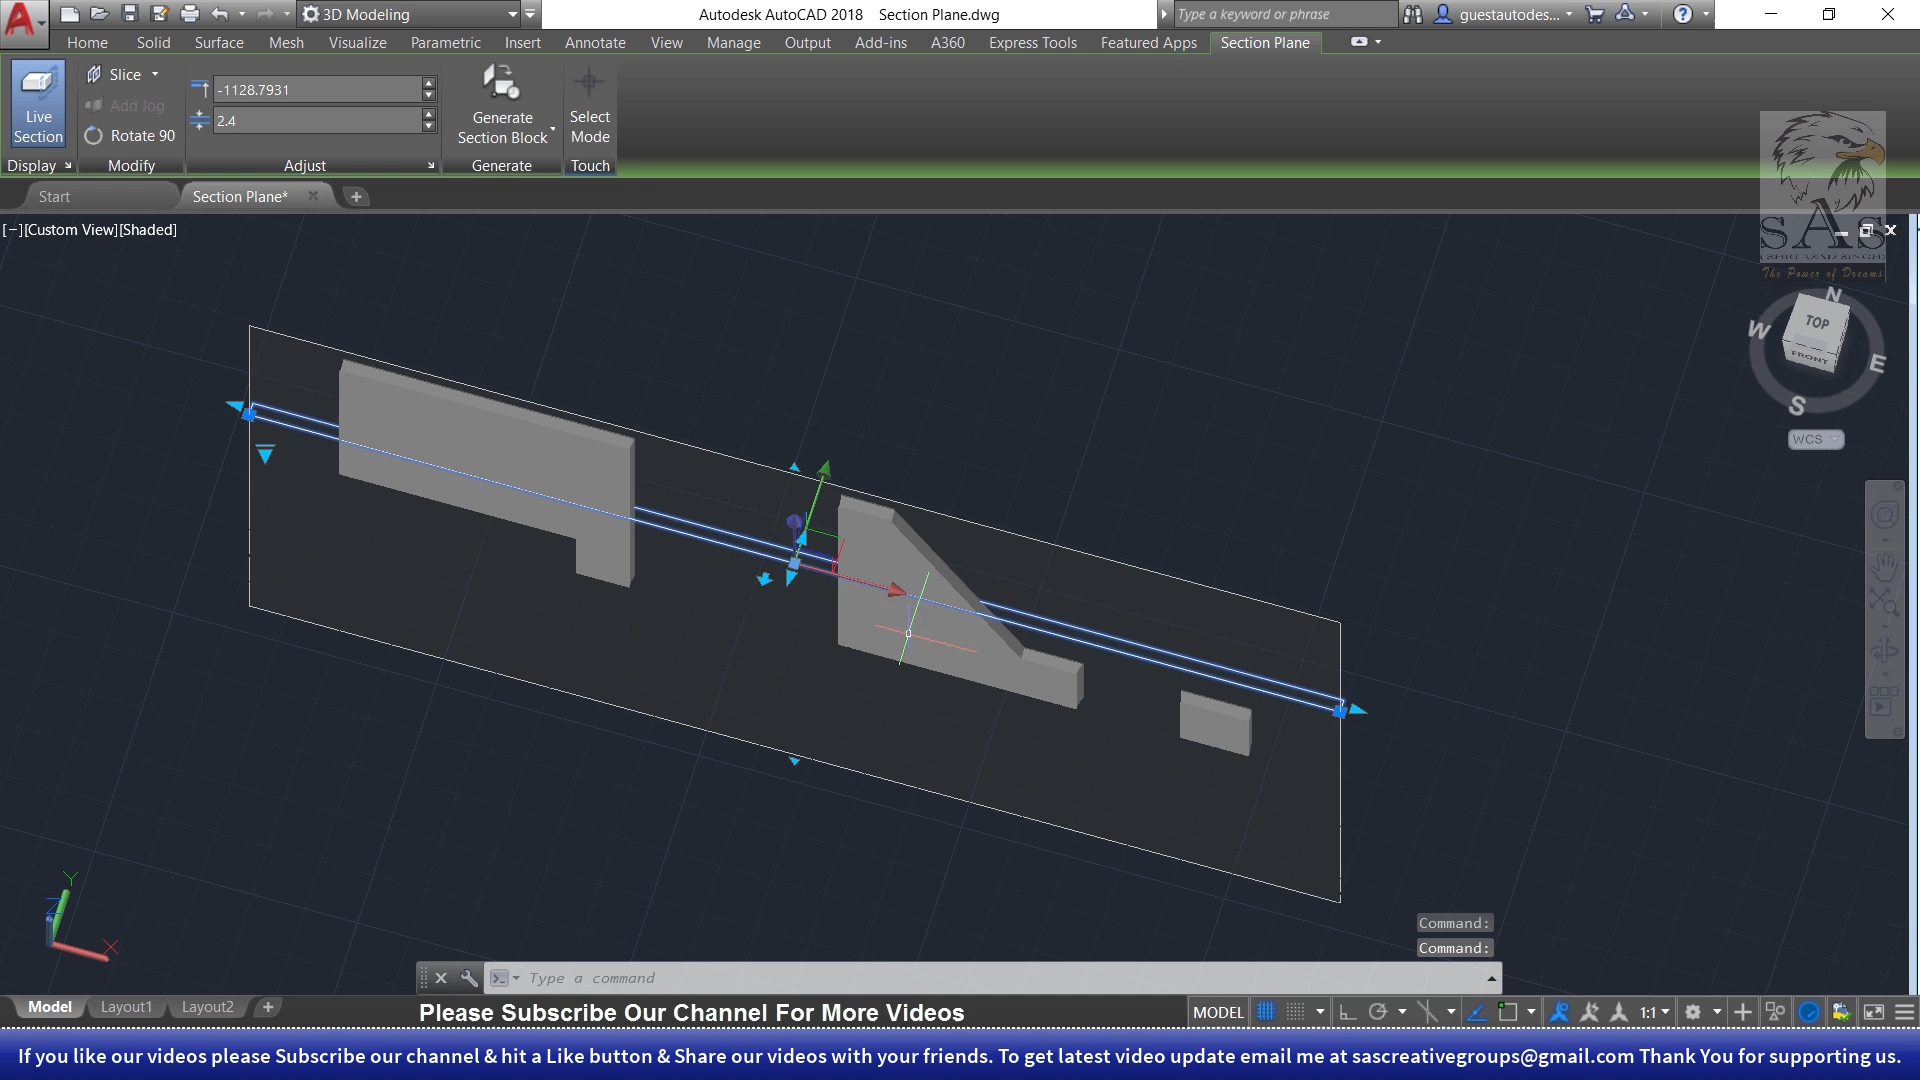 3D Modeling
Autodesk AutoCAD 2018 Section Plane.dwg
Type a keyword or phrase
guestautodes...
Home Solid Surface Mesh Visualize Parametric Insert Annotate View Manage Output Add-ins A360 Express Tools Featured Apps Section Plane
Live Section
Slice
Add Jog
Rotate 90
-1128.7931
2.4
Generate Section Block
Select Mode
Display Modify Adjust Generate Touch
Start Section Plane*
[−][Custom View][Shaded]
SAS
The Power of Dreams
N
W
E
S
TOP
FRONT
WCS
Y
Z
X
Command:
Command:
Type a command
Model Layout1 Layout2
Please Subscribe Our Channel For More Videos
MODEL
1:1
If you like our videos please Subscribe our channel & hit a Like button & Share our videos with your friends. To get latest video update email me at sascreativegroups@gmail.com Thank You for supporting us.